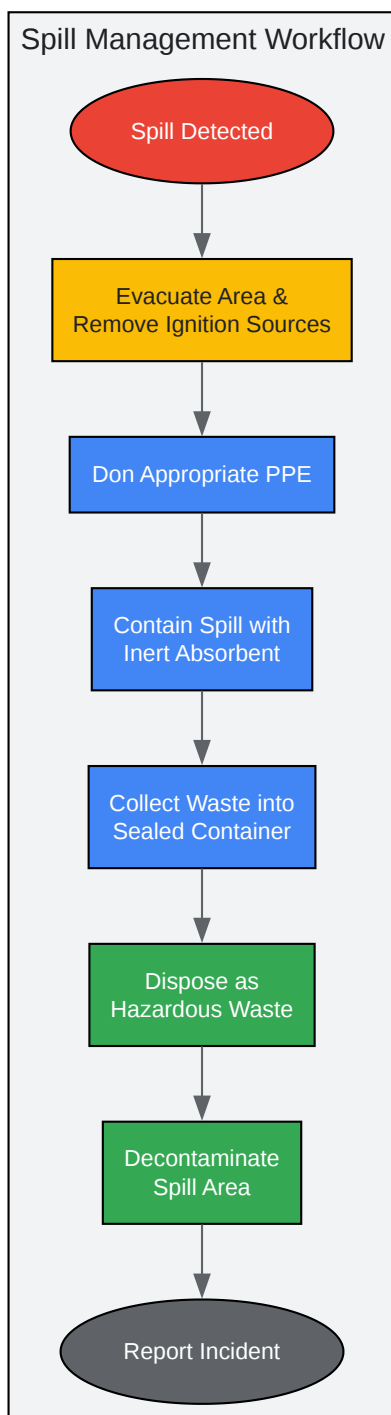 Spill Management Workflow
Spill Detected
Evacuate Area &
Remove Ignition Sources
Don Appropriate PPE
Contain Spill with
Inert Absorbent
Collect Waste into
Sealed Container
Dispose as
Hazardous Waste
Decontaminate
Spill Area
Report Incident